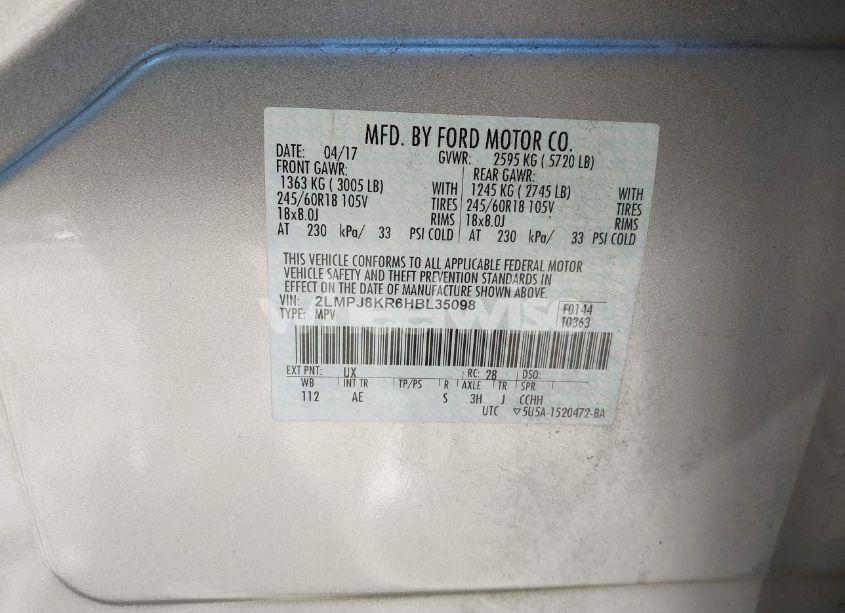 MFD. BY FORD MOTOR CO.
DATE: 04/17 GVWR: 2595 KG ( 5720 LB)
FRONT GAWR: REAR GAWR:
1363 KG ( 3005 LB) WITH 1245 KG ( 2745 LB) WITH
245/60R18 105V TIRES 245/60R18 105V TIRES
18x8.0J RIMS 18x8.0J RIMS
AT 230 kPa/ 33 PSI COLD AT 230 kPa/ 33 PSI COLD
THIS VEHICLE CONFORMS TO ALL APPLICABLE FEDERAL MOTOR
VEHICLE SAFETY AND THEFT PREVENTION STANDARDS IN
EFFECT ON THE DATE OF MANUFACTURE SHOWN ABOVE.
VIN: 2LMPJ8KR6HBL35098 F0144
TYPE: MPV T0363
EXT PNT: UX RC: 28 DSO:
WB INT TR TP/PS R AXLE TR SPR
112 AE S 3H J CCHH
UTC ▽5U5A-1520472-BA